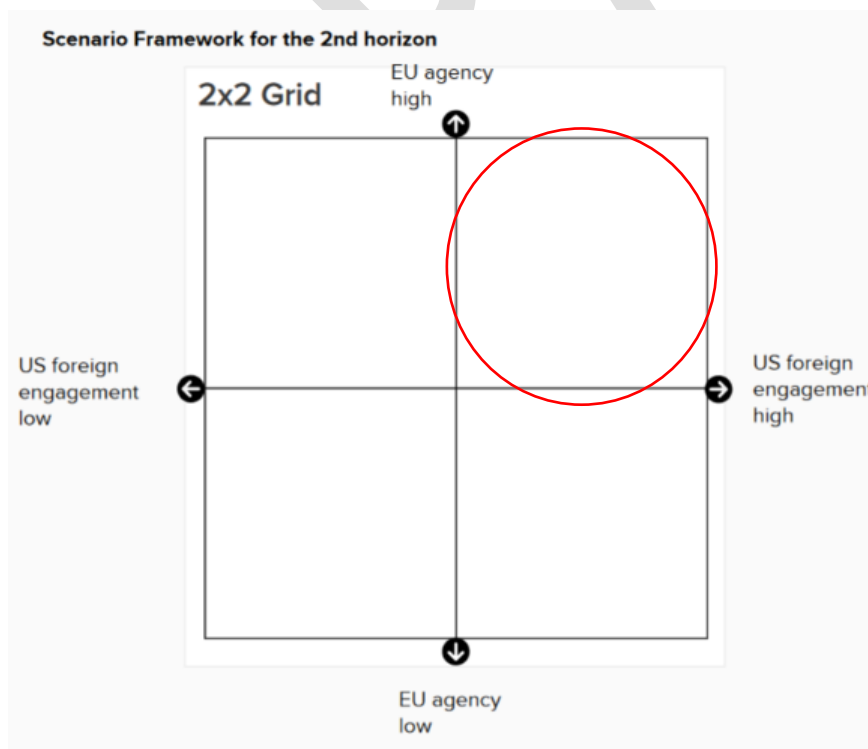 Scenario Framework for the 2nd horizon
2x2 Grid
EU agency
high
US foreign
engagement
low
US foreign
engagement
high
EU agency
low